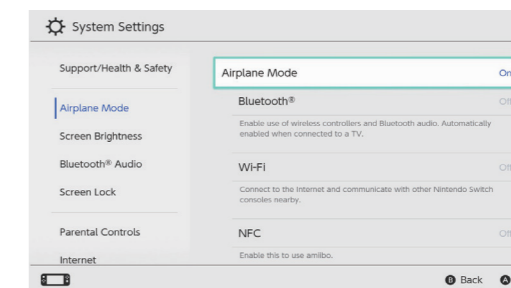 System Settings
Support/Health & Safety
Airplane Mode
Screen Brightness
Bluetooth® Audio
Screen Lock
Parental Controls
Internet
Airplane Mode
On
Bluetooth®
Off
Enable use of wireless controllers and Bluetooth audio. Automatically
enabled when connected to a TV.
Wi-Fi
Off
Connect to the Internet and communicate with other Nintendo Switch
consoles nearby.
NFC
Off
Enable this to use amiibo.
B Back A